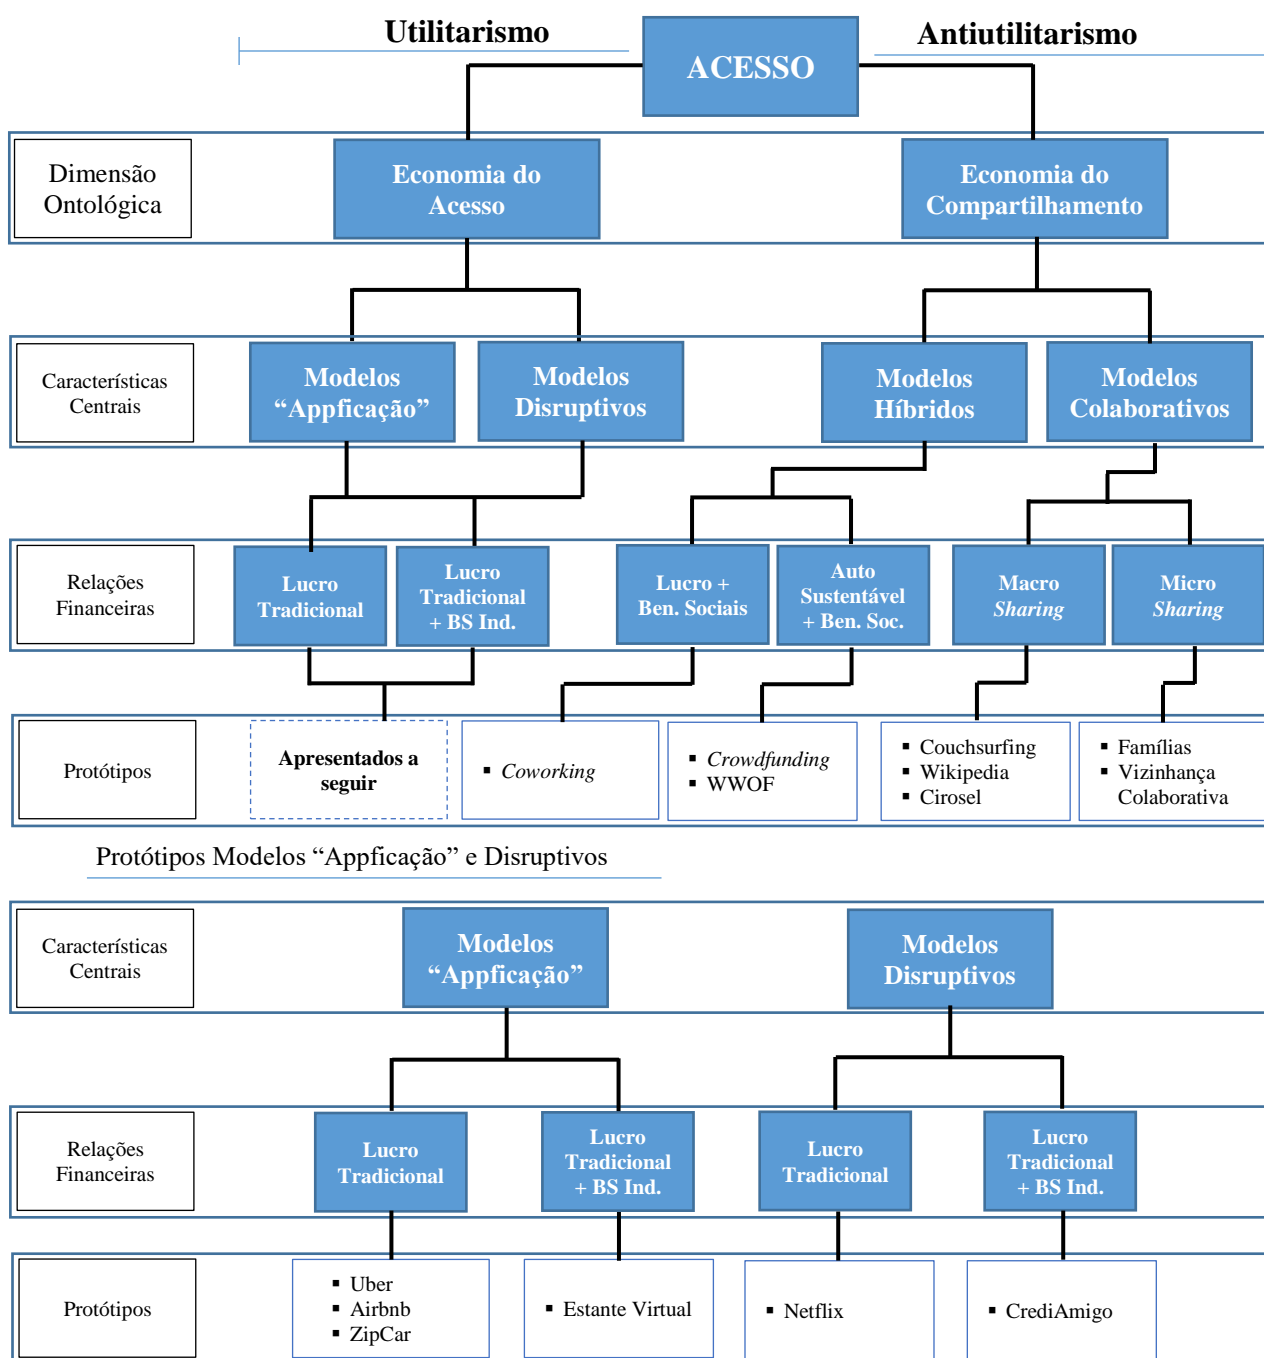 Utilitarismo
ACESSO
Antiutilitarismo
Dimensão
Ontológica
Economia do
Acesso
Economia do
Compartilhamento
Características
Centrais
Modelos
“Appficação”
Modelos
Disruptivos
Modelos
Híbridos
Modelos
Colaborativos
Relações
Financeiras
Lucro
Tradicional
Lucro
Tradicional
+ BS Ind.
Lucro +
Ben. Sociais
Auto
Sustentável
+ Ben. Soc.
Macro
Sharing
Micro
Sharing
Protótipos
Apresentados a
seguir
▪ Coworking
▪ Crowdfunding
▪ WWOF
▪ Couchsurfing
▪ Wikipedia
▪ Cirosel
▪ Famílias
▪ Vizinhança
Colaborativa
Protótipos Modelos “Appficação” e Disruptivos
Características
Centrais
Modelos
“Appficação”
Modelos
Disruptivos
Relações
Financeiras
Lucro
Tradicional
Lucro
Tradicional
+ BS Ind.
Lucro
Tradicional
Lucro
Tradicional
+ BS Ind.
Protótipos
▪ Uber
▪ Airbnb
▪ ZipCar
▪ Estante Virtual
▪ Netflix
▪ CrediAmigo